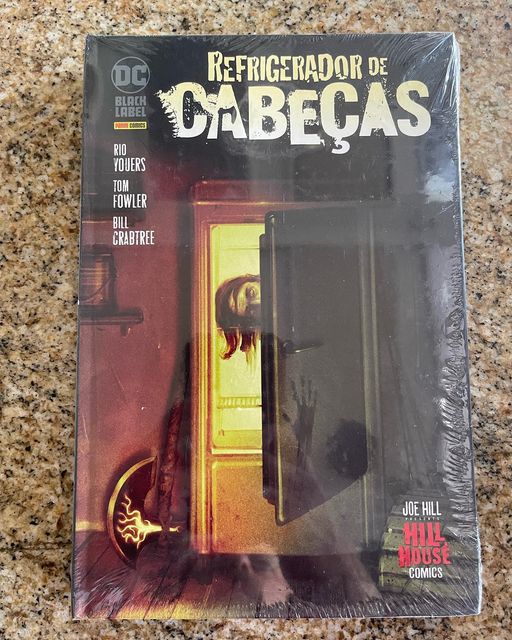 DC
BLACK
LABEL
PANINI COMICS
REFRIGERADOR DE
CABEÇAS
RIO
YOUERS
TOM
FOWLER
BILL
CRABTREE
JOE HILL
PRESENTS
HILL
HOUSE
COMICS